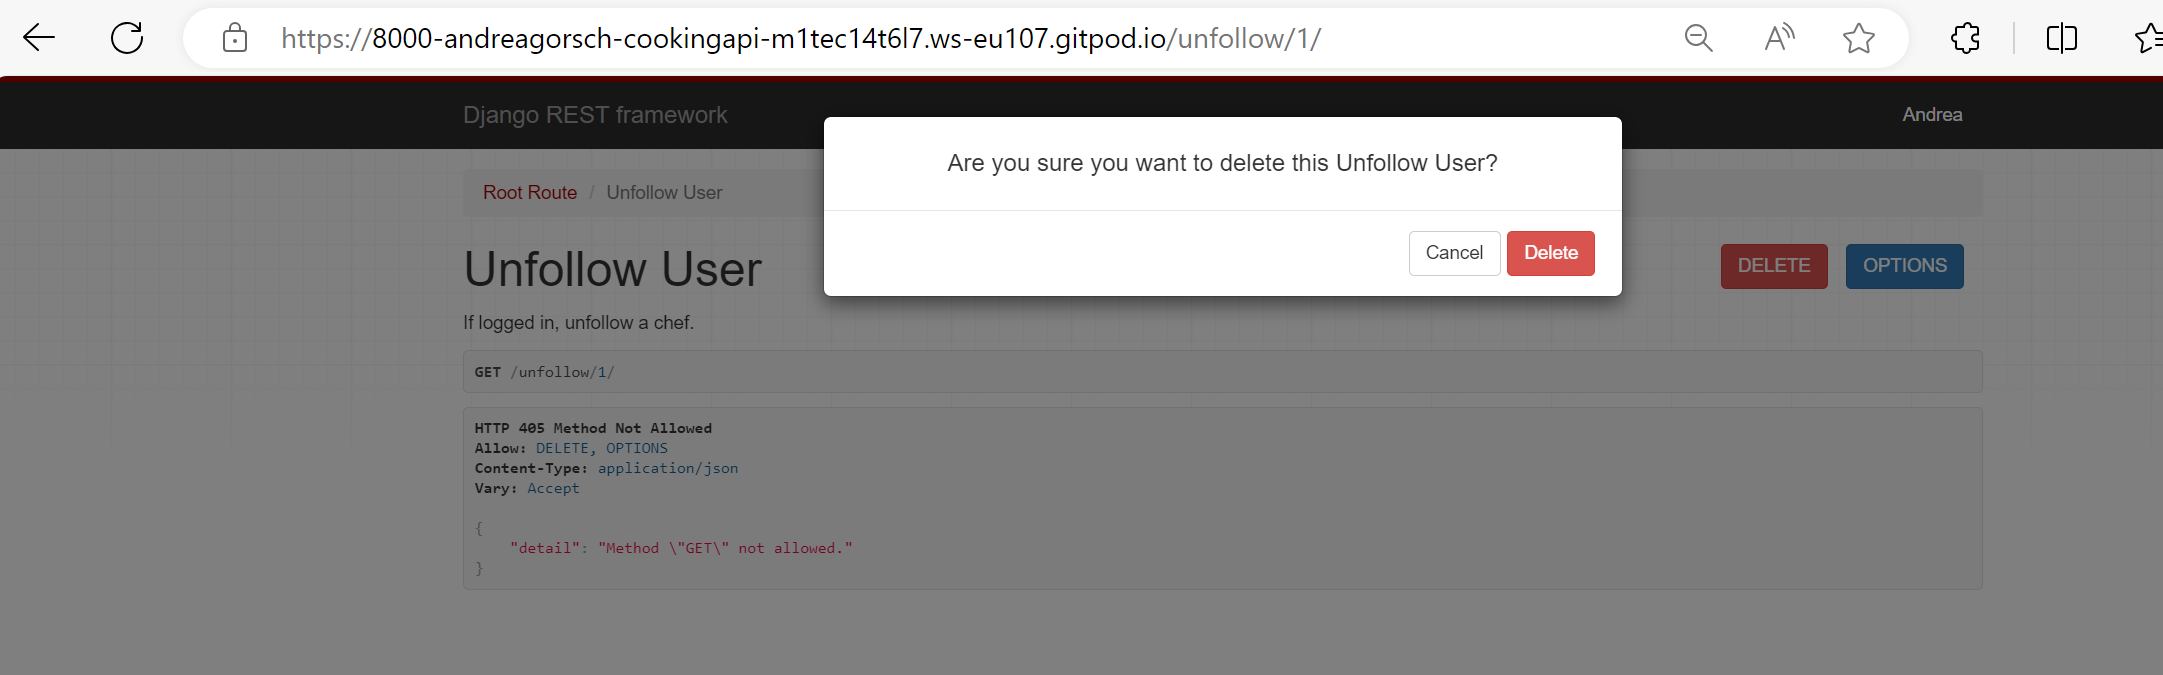 https://8000-andreagorsch-cookingapi-m1tec14t6l7.ws-eu107.gitpod.io/unfollow/1/
Django REST framework
Andrea
Are you sure you want to delete this Unfollow User?
Cancel
Delete
Root Route / Unfollow User
Unfollow User
DELETE
OPTIONS
If logged in, unfollow a chef.
GET /unfollow/1/
HTTP 405 Method Not Allowed
Allow: DELETE, OPTIONS
Content-Type: application/json
Vary: Accept
{
"detail": "Method \"GET\" not allowed."
}